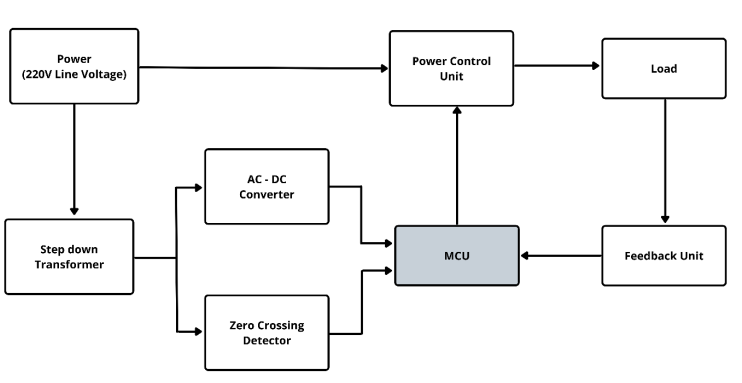 Power
(220V Line Voltage)
Power Control
Unit
Load
AC - DC
Converter
Step down
Transformer
MCU
Feedback Unit
Zero Crossing
Detector